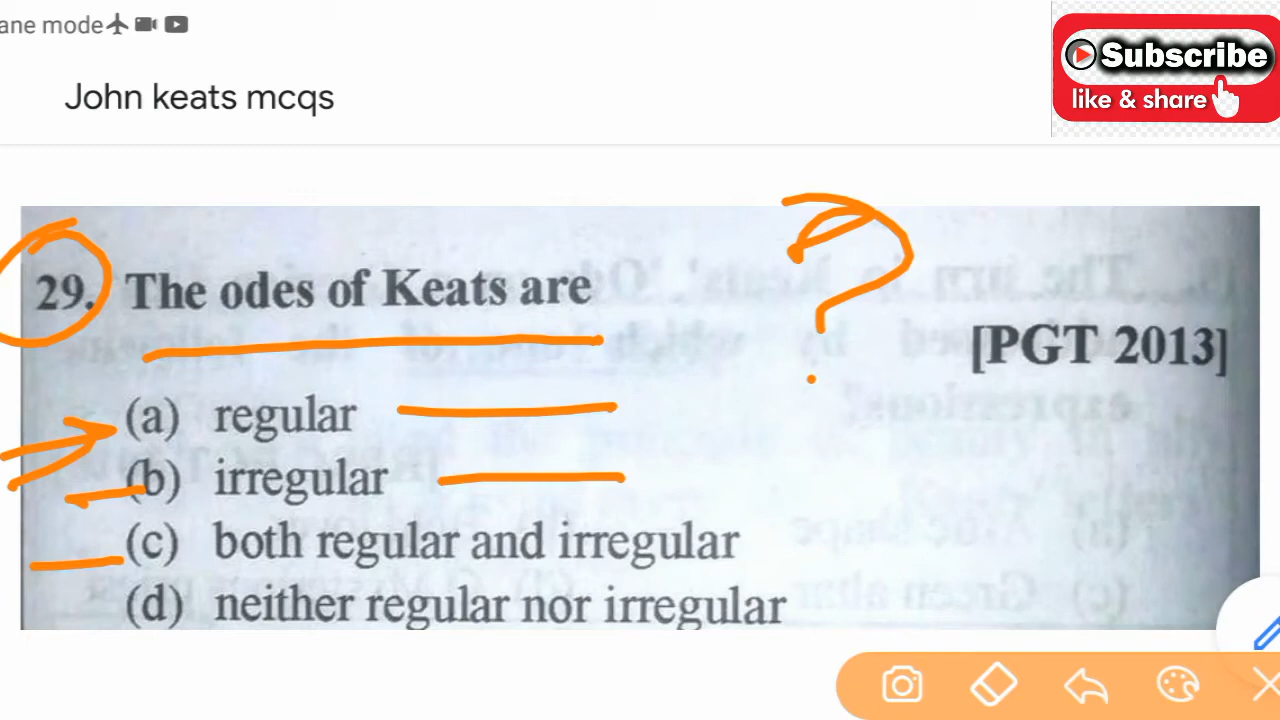 ane mode
Subscribe
like & share
John keats mcqs
29. The odes of Keats are
[PGT 2013]
(a) regular
(b) irregular
(c) both regular and irregular
(d) neither regular nor irregular